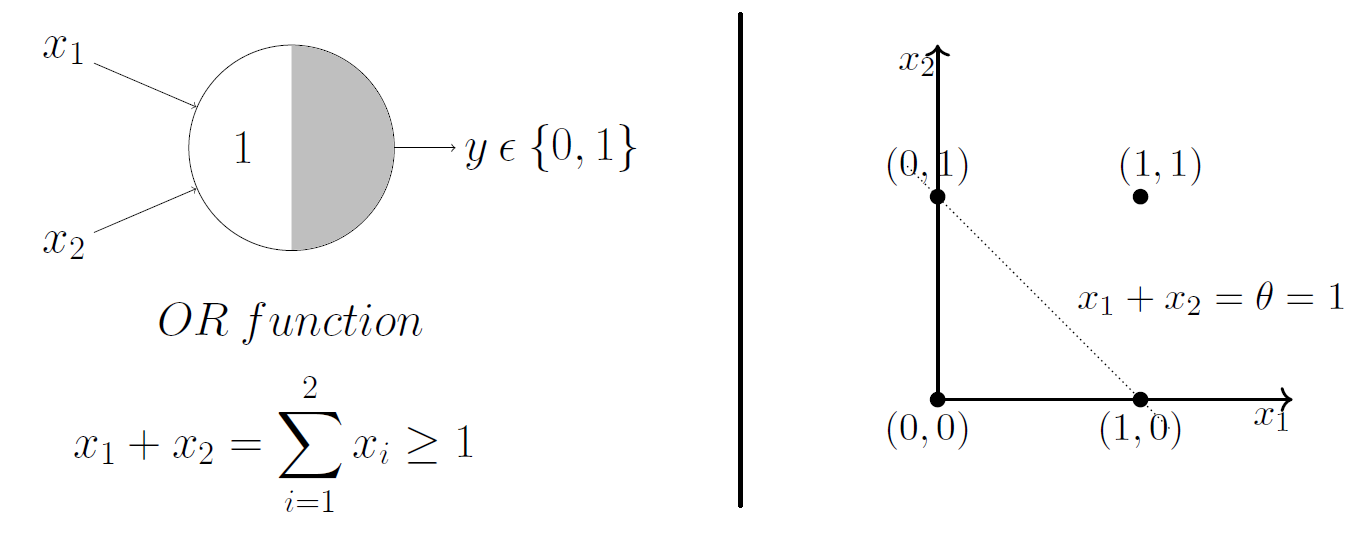 x₁
1
y ϵ {0, 1}
x₂
OR function
x₁ + x₂ = ∑_{i=1}^{2} xᵢ ≥ 1
x₂
(0, 1)
(1, 1)
x₁ + x₂ = θ = 1
(0, 0)
(1, 0)
x₁